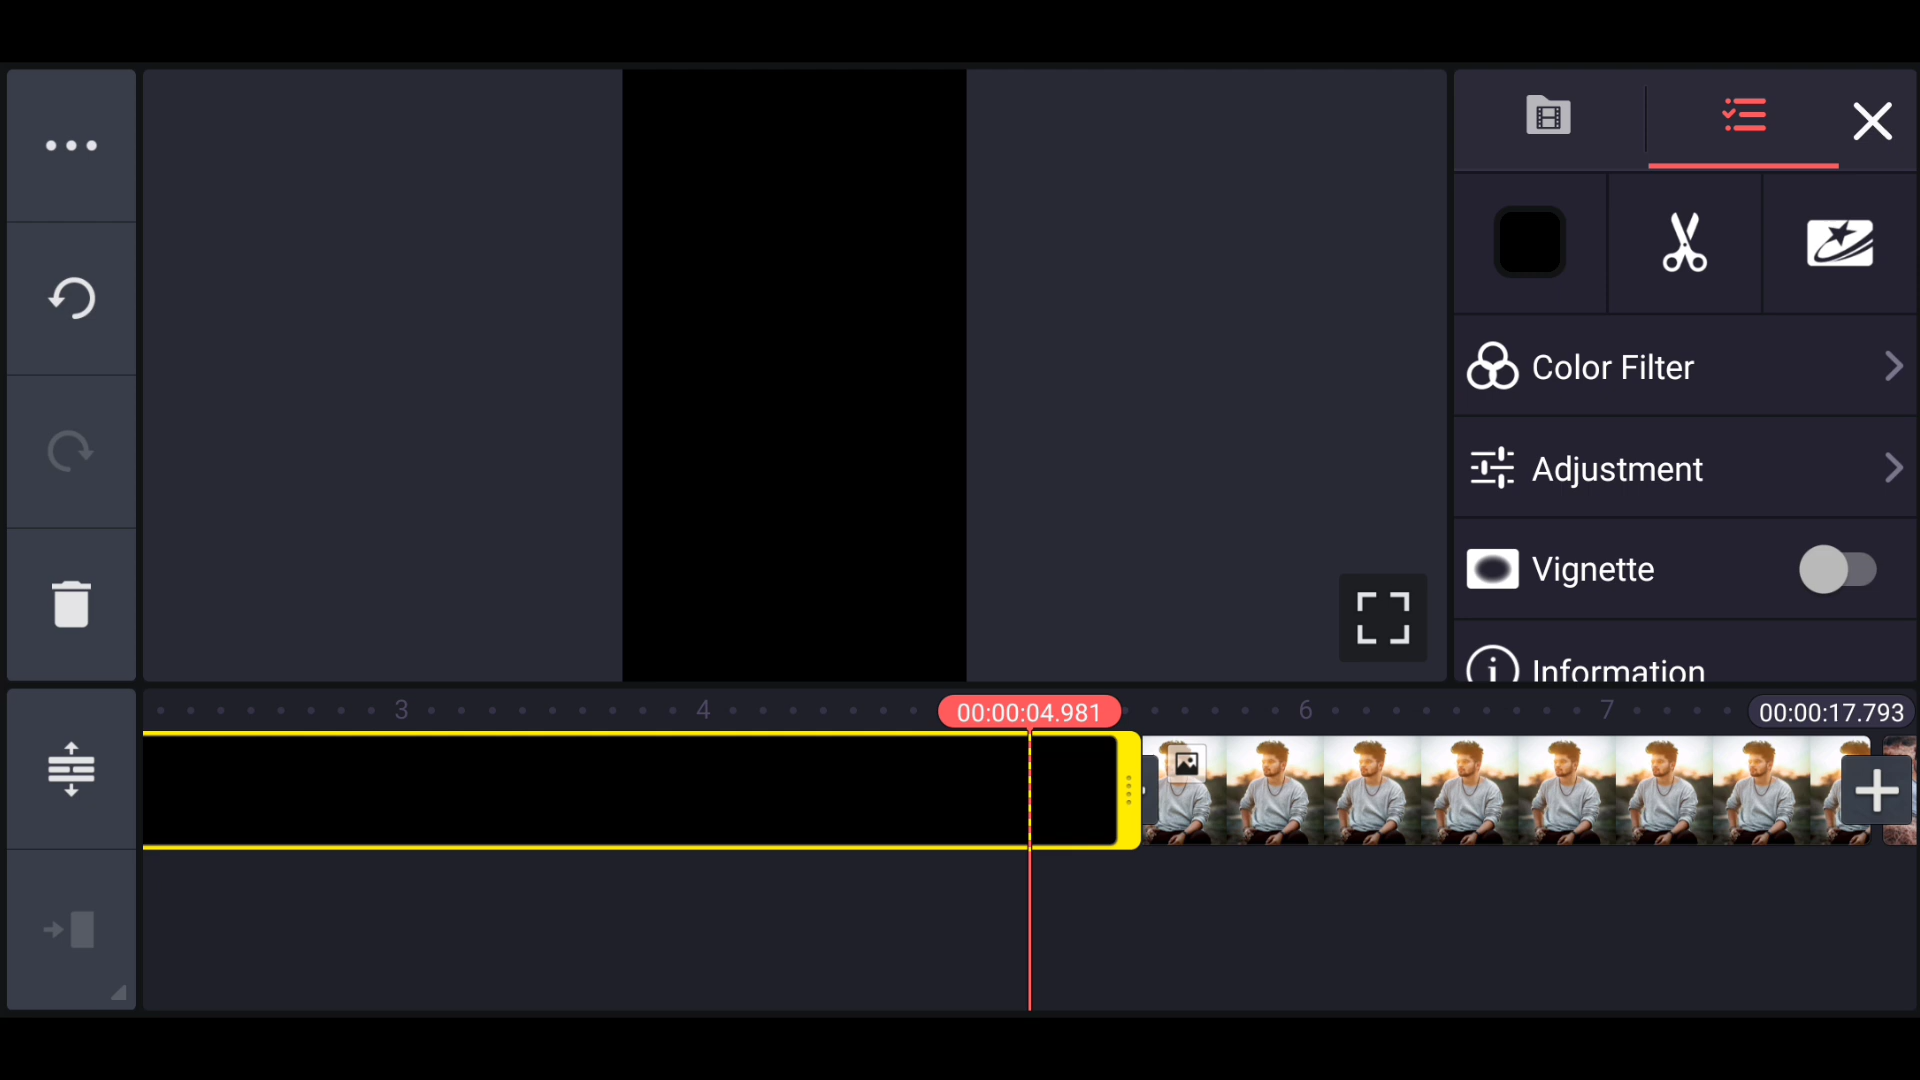 Color Filter
Adjustment
Vignette
Information
3 4 00:00:04.981 6 7 00:00:17.793